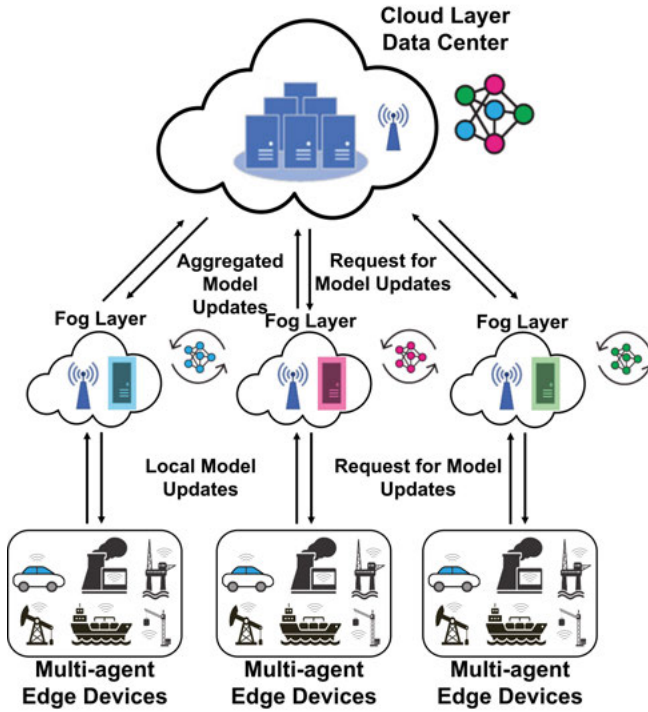 Cloud Layer
Data Center
Aggregated
Model
Updates
Request for
Model Updates
Fog Layer
Fog Layer
Fog Layer
Local Model
Updates
Request for Model
Updates
Multi-agent
Edge Devices
Multi-agent
Edge Devices
Multi-agent
Edge Devices